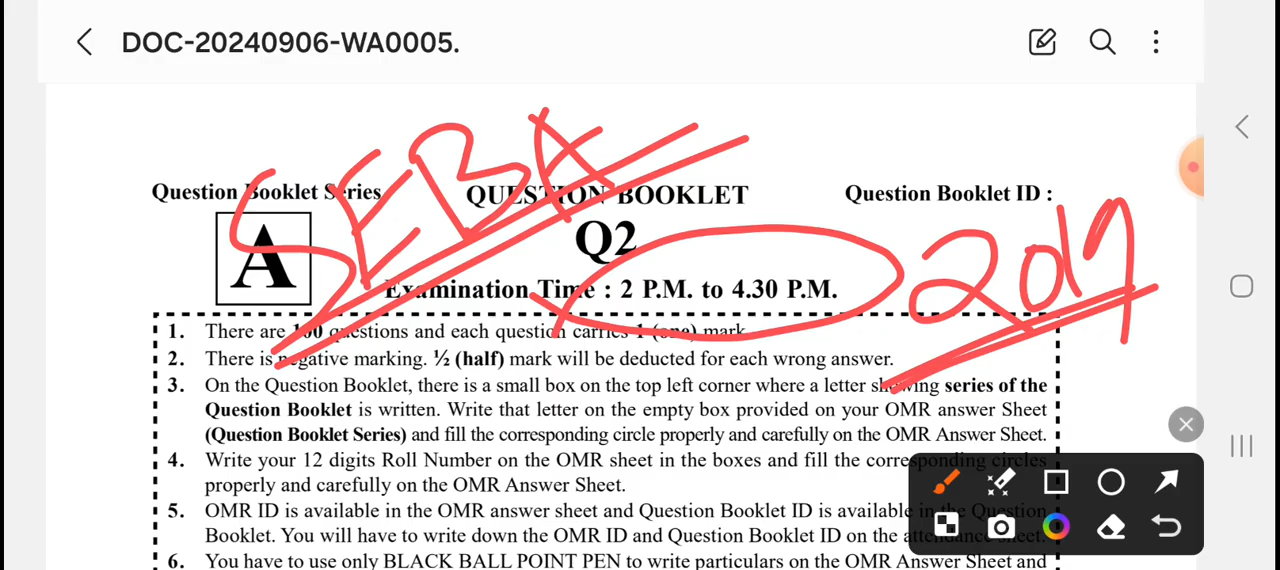 DOC-20240906-WA0005.
SEBA
Question Booklet Series
QUESTION BOOKLET
Question Booklet ID :
A
Q2
2019
Examination Time : 2 P.M. to 4.30 P.M.
1. There are 100 questions and each question carries 1 (one) mark.
2. There is negative marking. ½ (half) mark will be deducted for each wrong answer.
3. On the Question Booklet, there is a small box on the top left corner where a letter showing series of the
Question Booklet is written. Write that letter on the empty box provided on your OMR answer Sheet
(Question Booklet Series) and fill the corresponding circle properly and carefully on the OMR Answer Sheet.
4. Write your 12 digits Roll Number on the OMR sheet in the boxes and fill the corresponding circles
properly and carefully on the OMR Answer Sheet.
5. OMR ID is available in the OMR answer sheet and Question Booklet ID is available in the Question
Booklet. You will have to write down the OMR ID and Question Booklet ID on the attendance sheet.
6. You have to use only BLACK BALL POINT PEN to write particulars on the OMR Answer Sheet and